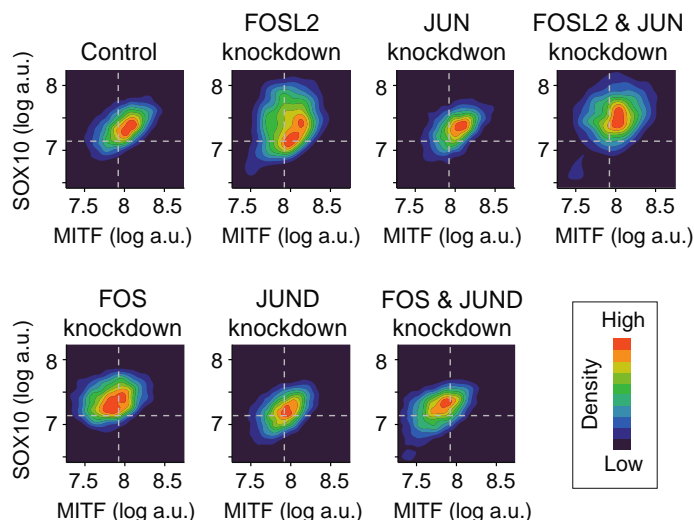 Control
FOSL2
knockdown
JUN
knockdwon
FOSL2 & JUN
knockdown
SOX10 (log a.u.)
8
7
8
7
8
7
8
7
7.5 8 8.5
7.5 8 8.5
7.5 8 8.5
7.5 8 8.5
MITF (log a.u.)
MITF (log a.u.)
MITF (log a.u.)
MITF (log a.u.)
FOS
knockdown
JUND
knockdown
FOS & JUND
knockdown
SOX10 (log a.u.)
8
7
8
7
8
7
7.5 8 8.5
7.5 8 8.5
7.5 8 8.5
MITF (log a.u.)
MITF (log a.u.)
MITF (log a.u.)
High
Density
Low